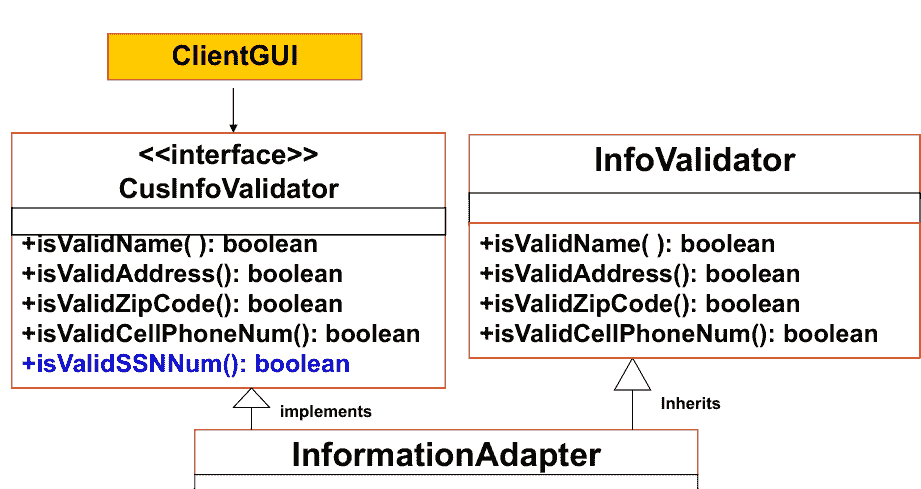 ClientGUI
<<interface>>
CusInfoValidator
+isValidName( ): boolean
+isValidAddress(): boolean
+isValidZipCode(): boolean
+isValidCellPhoneNum(): boolean
+isValidSSNNum(): boolean
InfoValidator
+isValidName( ): boolean
+isValidAddress(): boolean
+isValidZipCode(): boolean
+isValidCellPhoneNum(): boolean
implements
Inherits
InformationAdapter